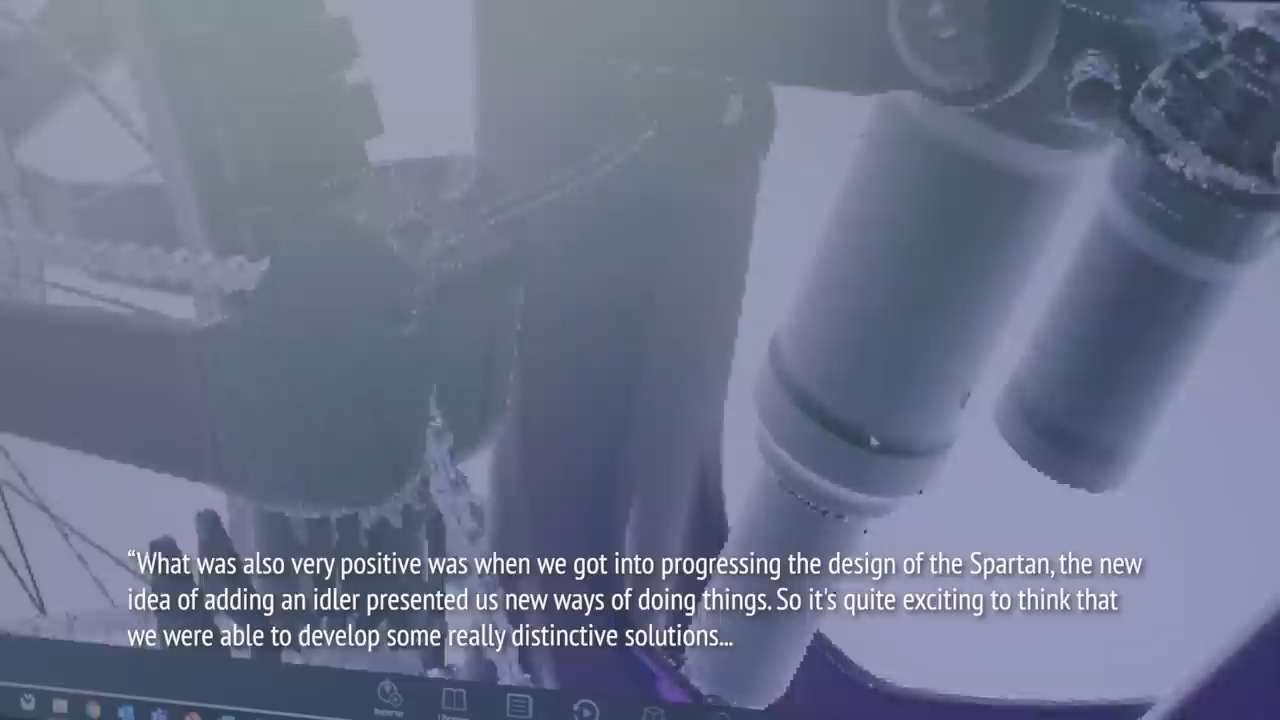 “What was also very positive was when we got into progressing the design of the Spartan, the new
idea of adding an idler presented us new ways of doing things. So it's quite exciting to think that
we were able to develop some really distinctive solutions...